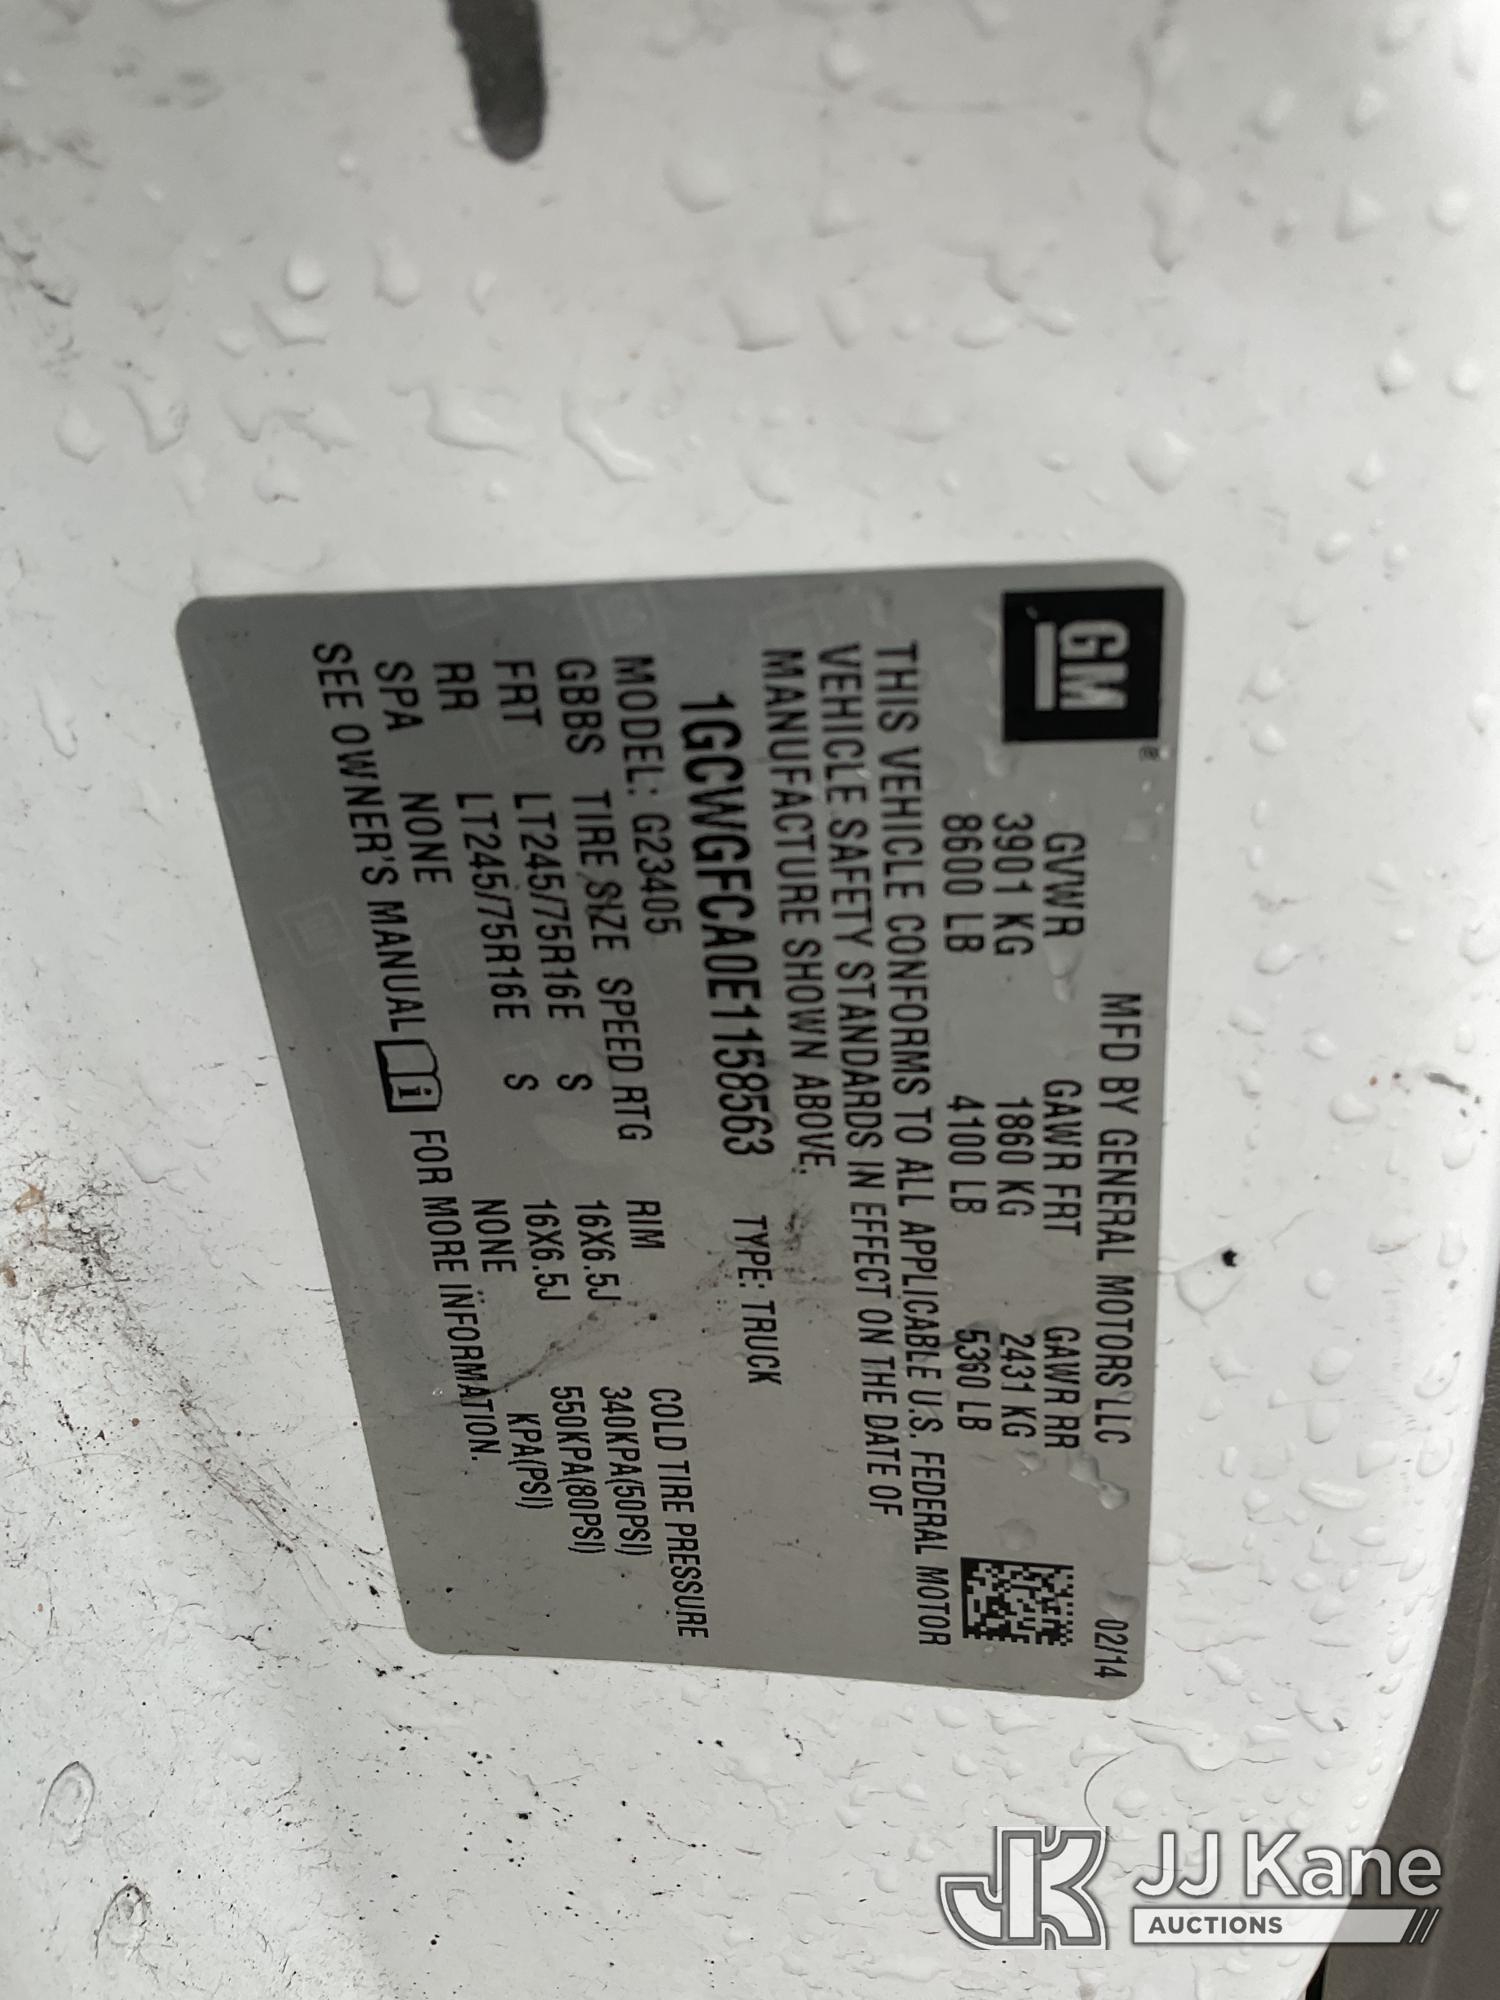 GM
MFD BY GENERAL MOTORS LLC 02/14
GVWR GAWR FRT GAWR RR
3901 KG 1860 KG 2431 KG
8600 LB 4100 LB 5360 LB
THIS VEHICLE CONFORMS TO ALL APPLICABLE U.S. FEDERAL MOTOR
VEHICLE SAFETY STANDARDS IN EFFECT ON THE DATE OF
MANUFACTURE SHOWN ABOVE.
1GCWGFCA0E1158563 TYPE: TRUCK
MODEL: G23405
GBBS TIRE SIZE SPEED RTG RIM COLD TIRE PRESSURE
FRT LT245/75R16E S 16X6.5J 340KPA(50PSI)
RR LT245/75R16E S 16X6.5J 550KPA(80PSI)
SPA NONE NONE KPA(PSI)
SEE OWNER'S MANUAL i FOR MORE INFORMATION.
JK JJ Kane
AUCTIONS